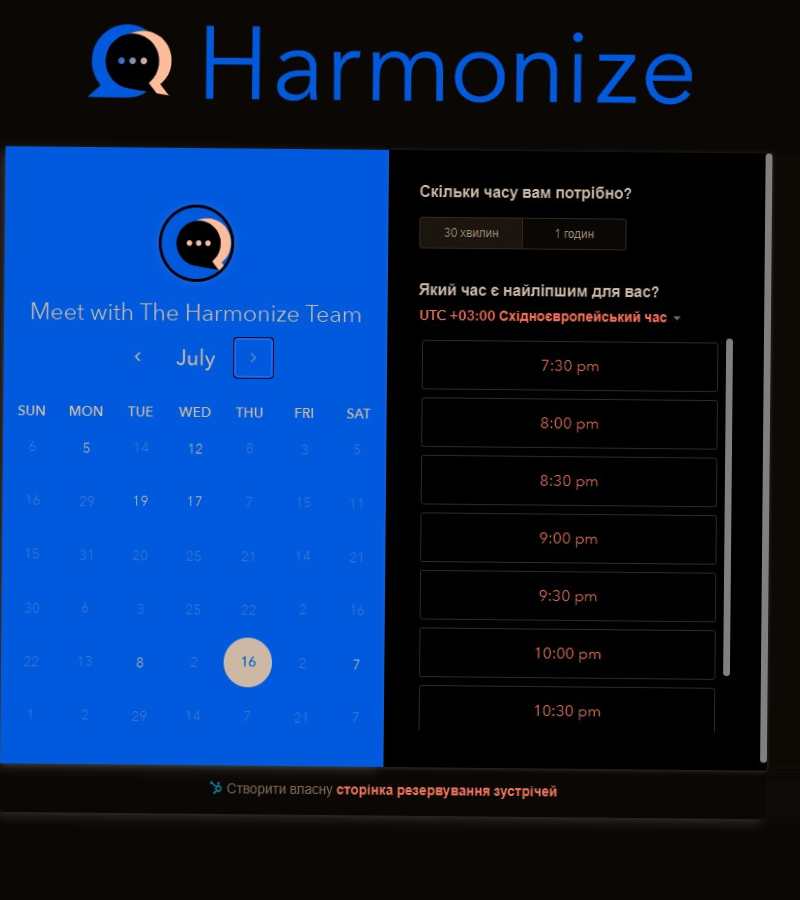 Harmonize
Meet with The Harmonize Team
July
SUN MON TUE WED THU FRI SAT
6 5 14 12 8 3 5
16 29 19 17 7 15 11
15 31 20 25 21 14 21
30 6 3 25 22 2 16
22 13 8 2 16 2 7
1 2 29 14 7 21 7
Скільки часу вам потрібно?
30 хвилин 1 годин
Який час є найліпшим для вас?
UTC +03:00 Східноєвропейський час
7:30 pm
8:00 pm
8:30 pm
9:00 pm
9:30 pm
10:00 pm
10:30 pm
Створити власну сторінка резервування зустрічей